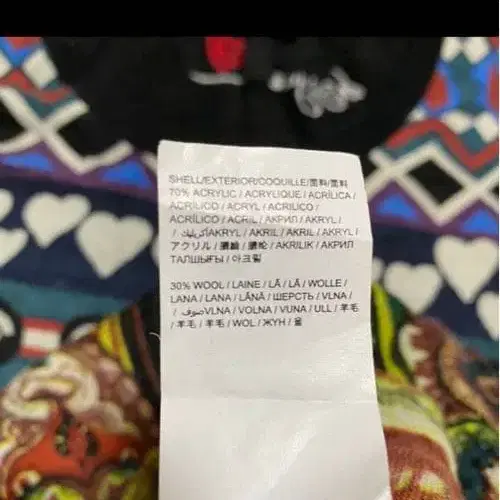 SHELL/EXTERIOR/COQUILLE/面料/面料
70% ACRYLIC / ACRYLIQUE / ACRÍLICA /
ACRILICO / ACRYL / ACRILICO /
ACRÍLICO / ACRIL / АКРИЛ / AKRYL /
/ أكريليك/AKRYL / AKRIL / AKRIL / AKRYL /
アクリル / 腈綸 / 腈纶 / AKRILIK / АКРИЛ
ТАЛШЫҒЫ / 아크릴
30% WOOL / LAINE / LÃ / LÃ / WOLLE /
LANA / LANA / LÂNĂ / ШЕРСТЬ / VLNA /
/ صوف/VLNA / VOLNA / VUNA / ULL / 羊毛
/ 羊毛 / 羊毛 / WOL / ЖҮН / 울